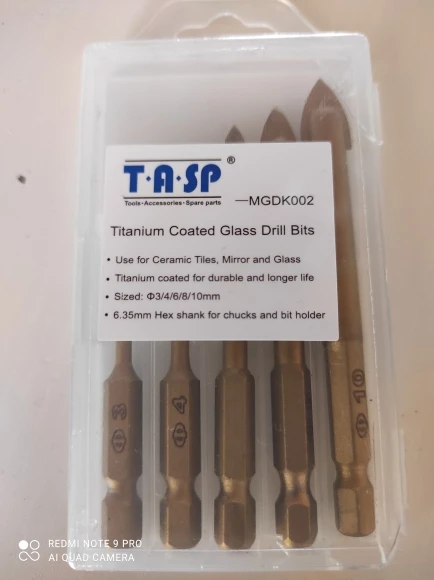 T·A·SP®
Tools·Accessories·Spare parts
—MGDK002
Titanium Coated Glass Drill Bits
• Use for Ceramic Tiles, Mirror and Glass
• Titanium coated for durable and longer life
• Sized: Φ3/4/6/8/10mm
• 6.35mm Hex shank for chucks and bit holder
3
4
10
REDMI NOTE 9 PRO
AI QUAD CAMERA